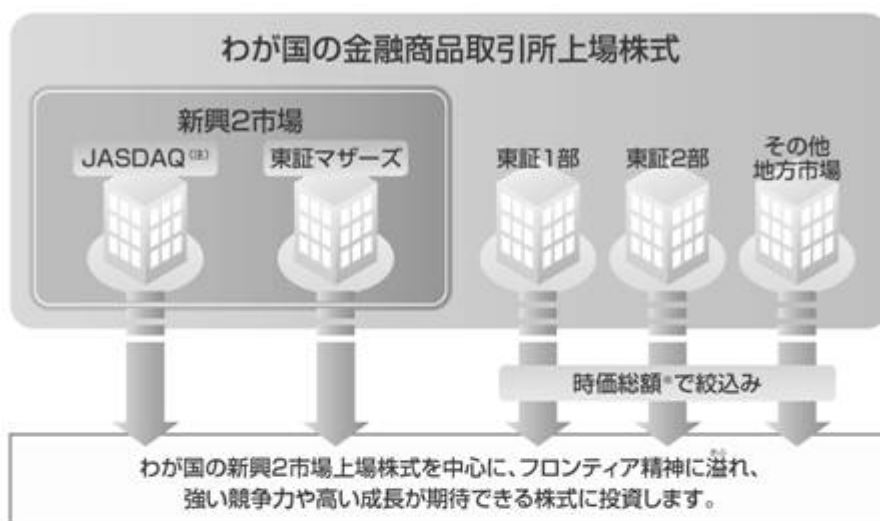 わが国の金融商品取引所上場株式
新興2市場
JASDAQ(注)
東証マザーズ
東証1部
東証2部
その他
地方市場
時価総額※で絞込み
わが国の新興2市場上場株式を中心に、フロンティア精神に溢れ、
強い競争力や高い成長が期待できる株式に投資します。